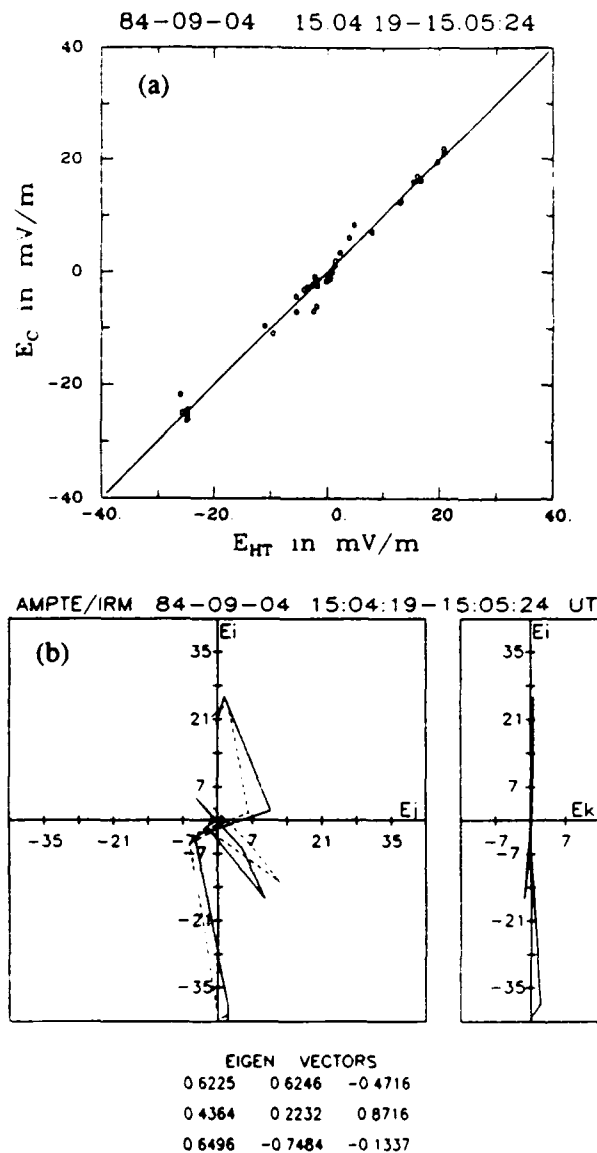 84-09-04 15.04 19-15.05:24
40
(a)
20
0
-20
-40
E_C in mV/m
-40. -20 0. 20 40.
E_HT in mV/m
AMPTE/IRM 84-09-04 15:04:19-15:05:24 UT
(b)
Ei
35
21
7
Ej
-35 -21 -7 7 21 35
-7
-21
-35
Ei
35
21
7
Ek
-7 7
-7
-21
-35
EIGEN VECTORS
0 6225 0 6246 -0 4716
0 4364 0 2232 0 8716
0 6496 -0 7484 -0 1337